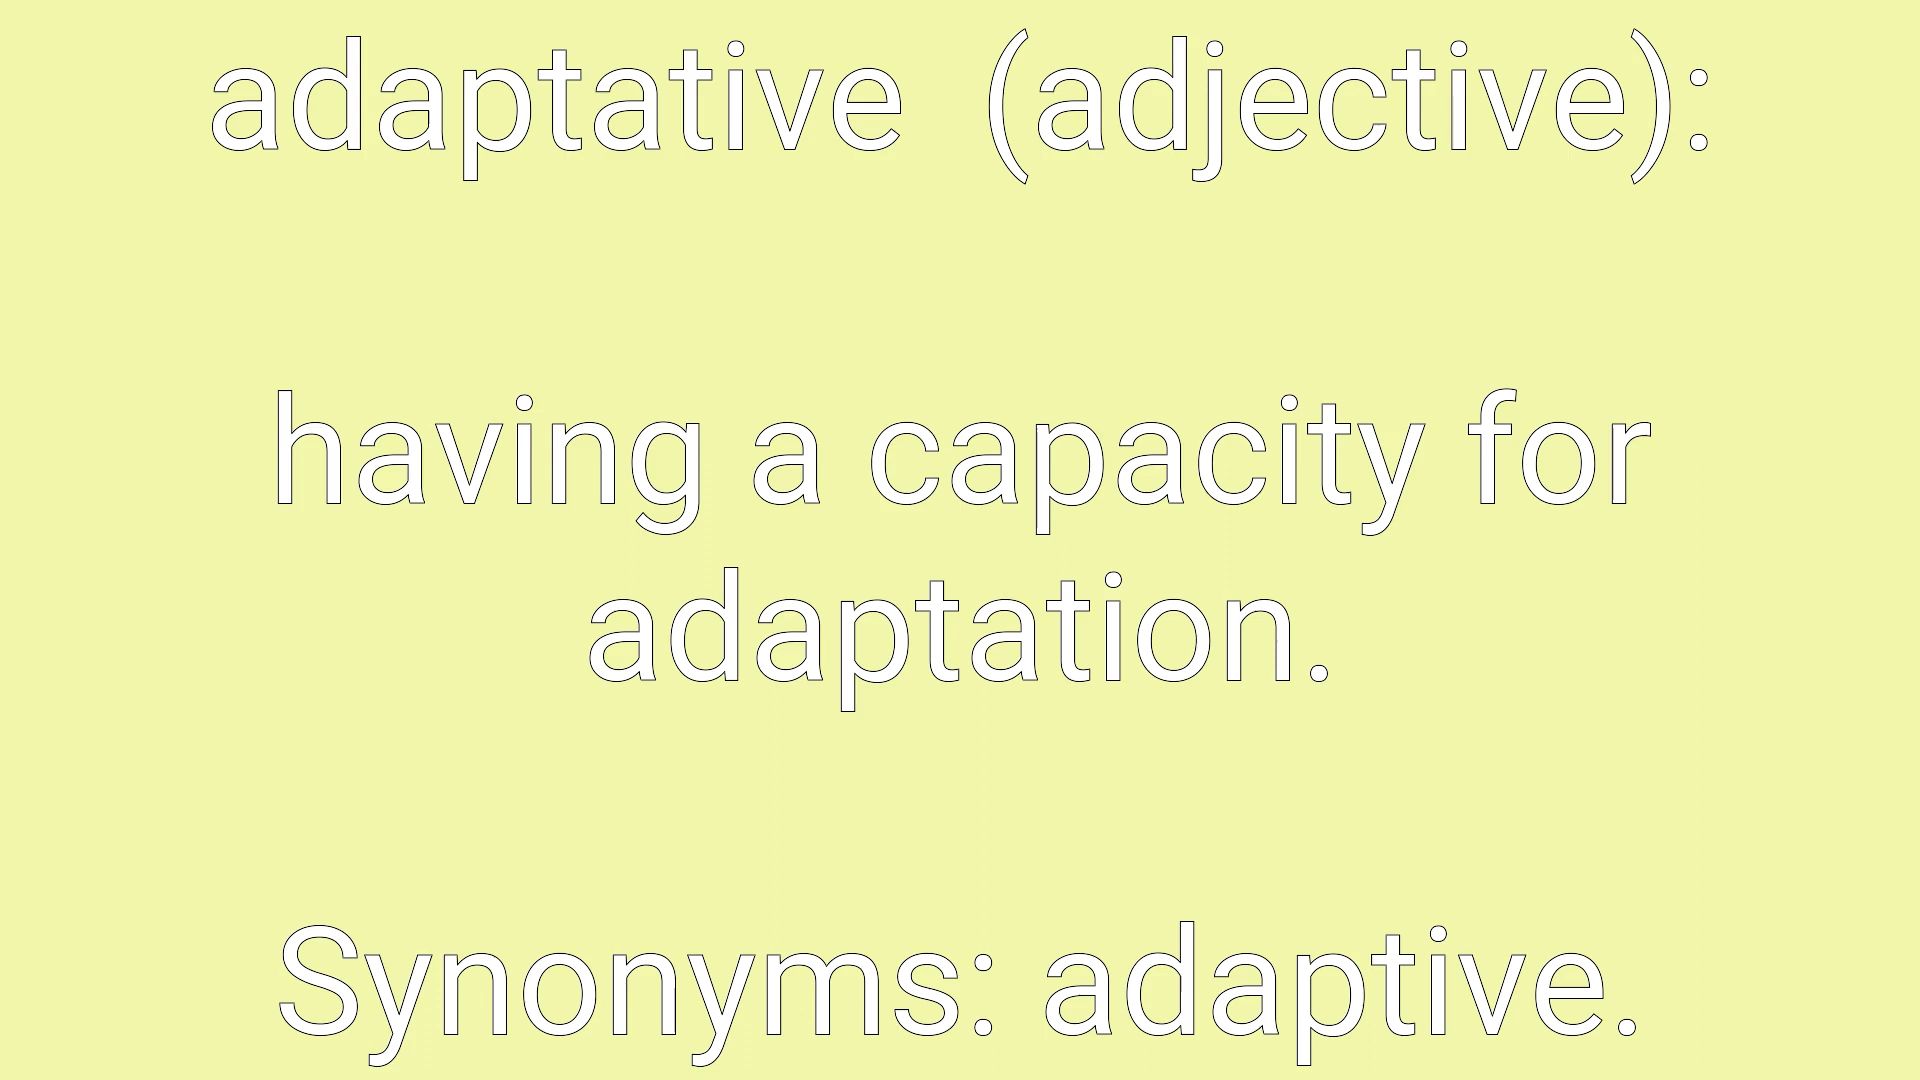 adaptative  (adjective):
having a capacity for
adaptation.
Synonyms: adaptive.